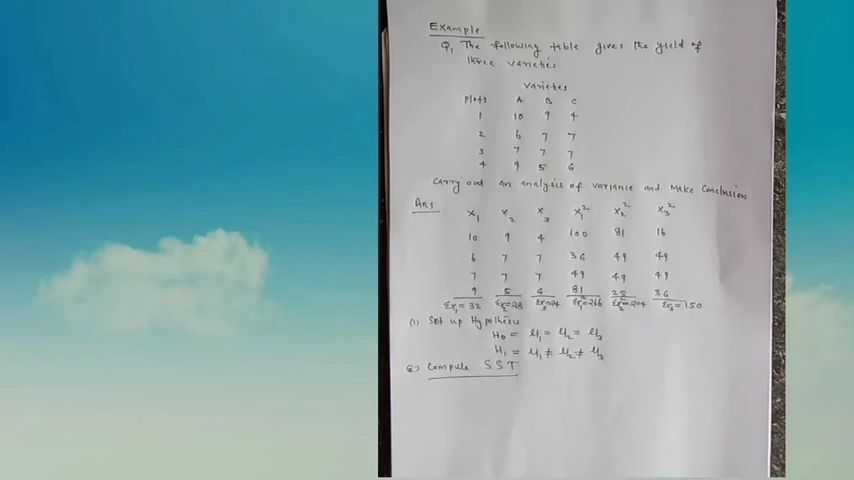 Example
Q1 The following table gives the yield of
three varieties
Varieties
Plots A B C
1 10 9 4
2 6 7 7
3 7 7 7
4 9 5 6
Carry out an analysis of variance and make conclusion
Ans X1 X2 X3 X1² X2² X3²
10 9 4 100 81 16
6 7 7 36 49 49
7 7 7 49 49 49
9 5 6 81 25 36
Σx1 = 32 Σx2=28 Σx3=24 Σx1²=266 Σx2²=204 Σx3=150
(1) Set up Hypothesis
H0 = μ1 = μ2 = μ3
H1 = μ1 ≠ μ2 ≠ μ3
(2) Compute SST